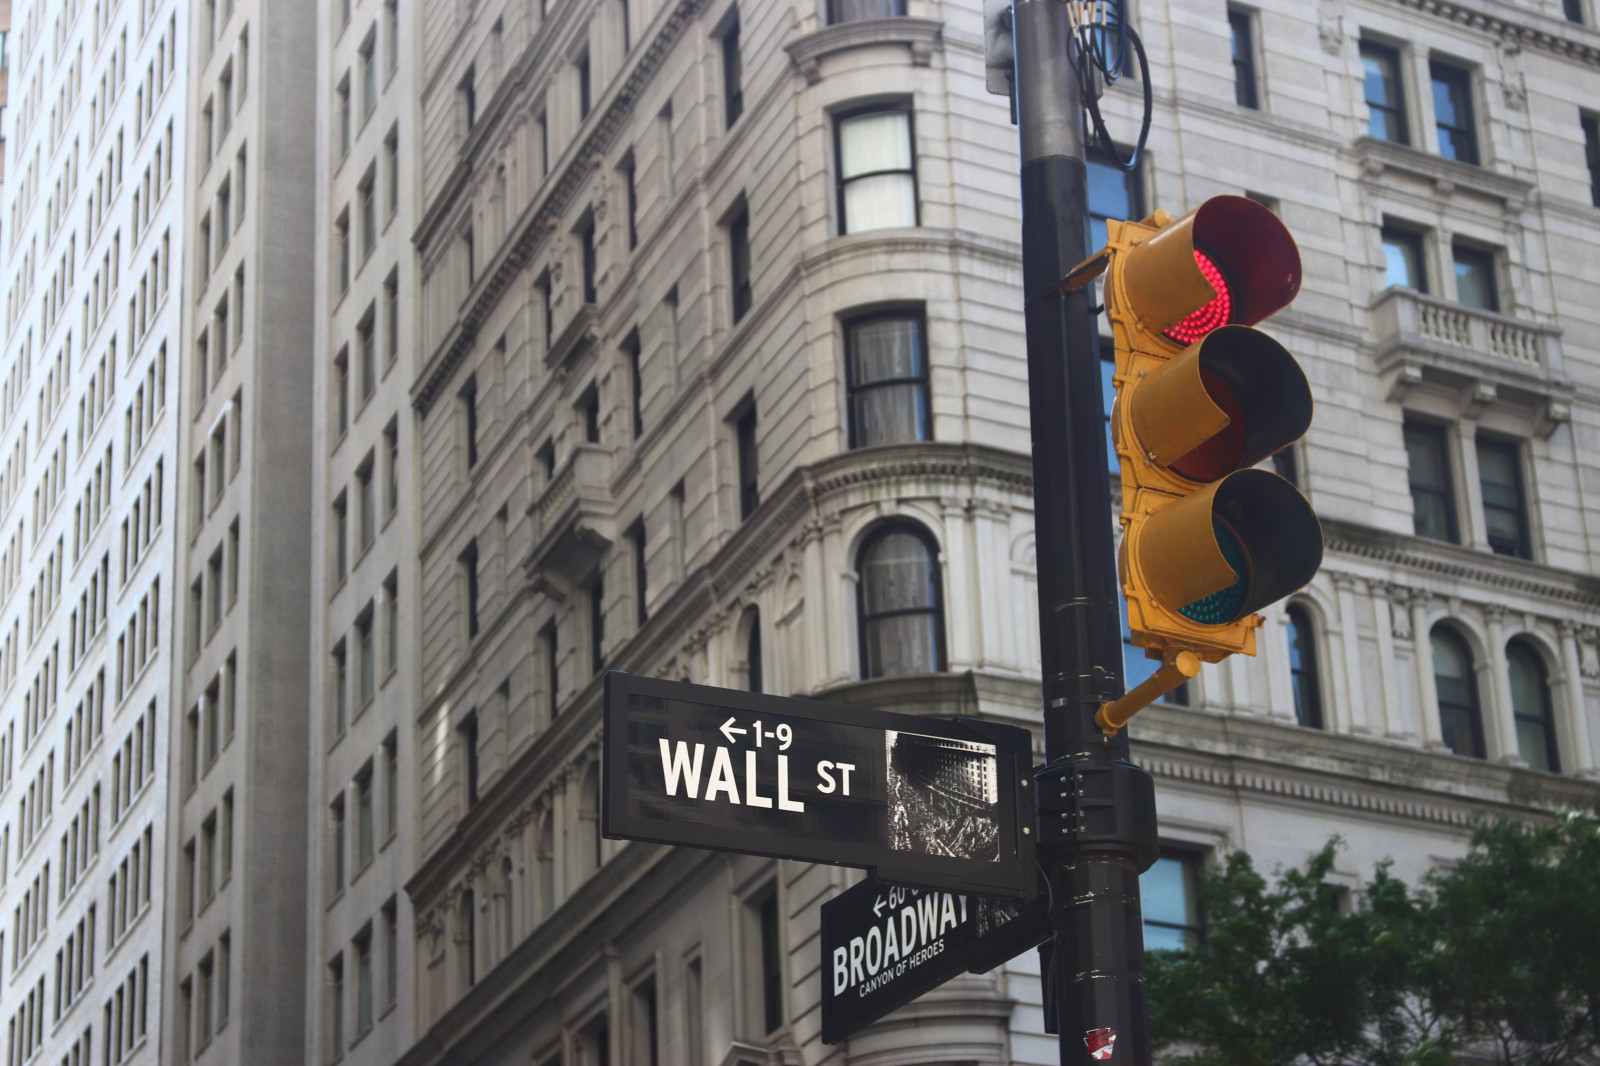 ←1-9
WALL ST
BROADWAY
CANYON OF HEROES